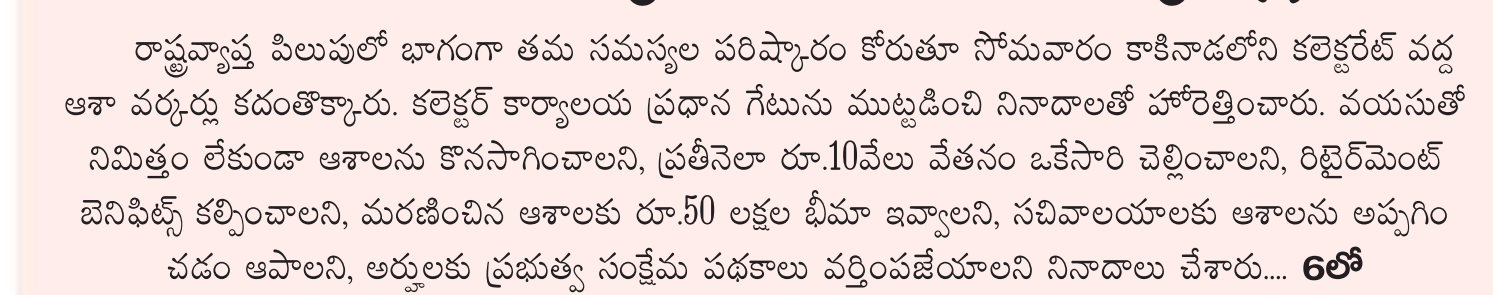 రాష్ట్రవ్యాప్త పిలుపులో భాగంగా తమ సమస్యల పరిష్కారం కోరుతూ సోమవారం కాకినాడలోని కలెక్టరేట్ వద్ద
ఆశా వర్కర్లు కదంతొక్కారు. కలెక్టర్ కార్యాలయ ప్రధాన గేటును ముట్టడించి నినాదాలతో హోరెత్తించారు. వయసుతో
నిమిత్తం లేకుండా ఆశాలను కొనసాగించాలని, ప్రతీనెలా రూ.10వేలు వేతనం ఒకేసారి చెల్లించాలని, రిటైర్‌మెంట్
బెనిఫిట్స్ కల్పించాలని, మరణించిన ఆశాలకు రూ.50 లక్షల భీమా ఇవ్వాలని, సచివాలయాలకు ఆశాలను అప్పగిం
చడం ఆపాలని, అర్హులకు ప్రభుత్వ సంక్షేమ పథకాలు వర్తింపజేయాలని నినాదాలు చేశారు.... 6లో